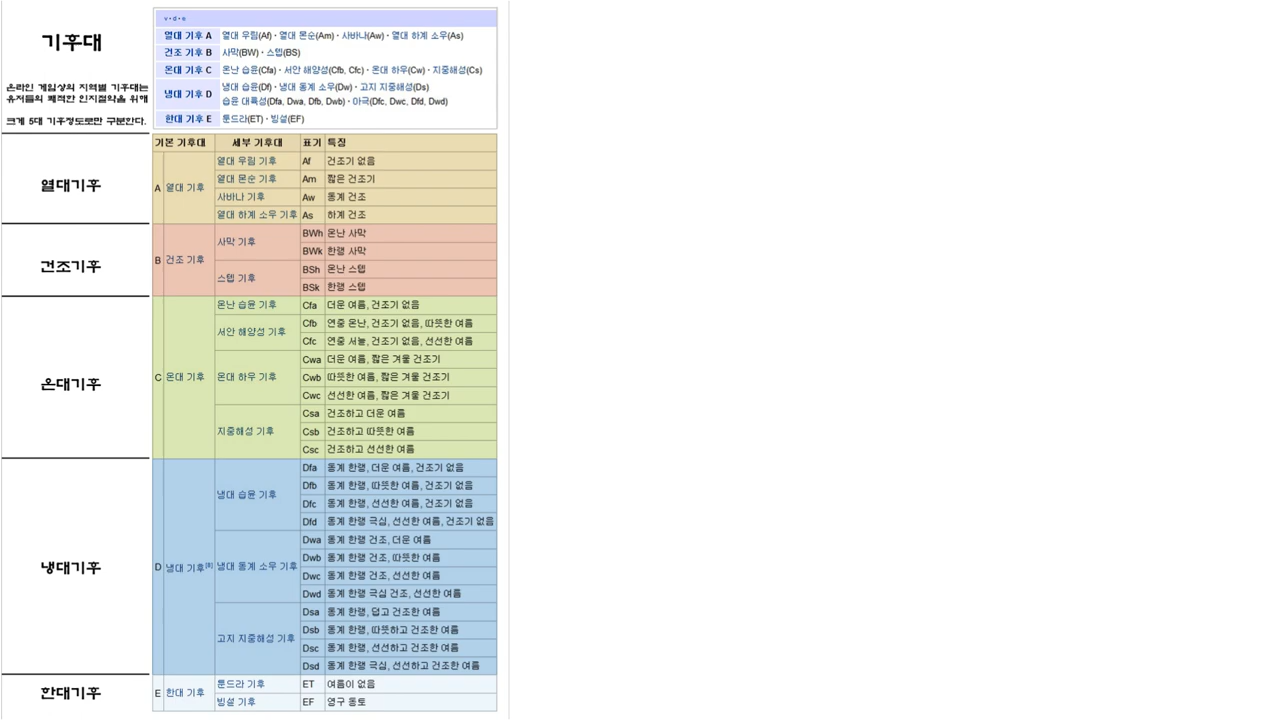 기후대
온라인 게임상의 지역별 기후대는
유저들의 쾌적한 인지절약을 위해
크게 5대 기후정도로만 구분한다.
v • d • e
열대 기후 A 열대 우림(Af) · 열대 몬순(Am) · 사바나(Aw) · 열대 하계 소우(As)
건조 기후 B 사막(BW) · 스텝(BS)
온대 기후 C 온난 습윤(Cfa) · 서안 해양성(Cfb, Cfc) · 온대 하우(Cw) · 지중해성(Cs)
냉대 기후 D 냉대 습윤(Df) · 냉대 동계 소우(Dw) · 고지 지중해성(Ds)
습윤 대륙성(Dfa, Dwa, Dfb, Dwb) · 아극(Dfc, Dwc, Dfd, Dwd)
한대 기후 E 툰드라(ET) · 빙설(EF)
기본 기후대 세부 기후대 표기 특징
열대기후
A 열대 기후
열대 우림 기후 Af 건조기 없음
열대 몬순 기후 Am 짧은 건조기
사바나 기후 Aw 동계 건조
열대 하계 소우 기후 As 하계 건조
건조기후
B 건조 기후
사막 기후
BWh 온난 사막
BWk 한랭 사막
스텝 기후
BSh 온난 스텝
BSk 한랭 스텝
온대기후
C 온대 기후
온난 습윤 기후 Cfa 더운 여름, 건조기 없음
서안 해양성 기후
Cfb 연중 온난, 건조기 없음, 따뜻한 여름
Cfc 연중 서늘, 건조기 없음, 선선한 여름
온대 하우 기후
Cwa 더운 여름, 짧은 겨울 건조기
Cwb 따뜻한 여름, 짧은 겨울 건조기
Cwc 선선한 여름, 짧은 겨울 건조기
지중해성 기후
Csa 건조하고 더운 여름
Csb 건조하고 따뜻한 여름
Csc 건조하고 선선한 여름
냉대기후
D 냉대 기후[8]
냉대 습윤 기후
Dfa 동계 한랭, 더운 여름, 건조기 없음
Dfb 동계 한랭, 따뜻한 여름, 건조기 없음
Dfc 동계 한랭, 선선한 여름, 건조기 없음
Dfd 동계 한랭 극심, 선선한 여름, 건조기 없음
냉대 동계 소우 기후
Dwa 동계 한랭 건조, 더운 여름
Dwb 동계 한랭 건조, 따뜻한 여름
Dwc 동계 한랭 건조, 선선한 여름
Dwd 동계 한랭 극심 건조, 선선한 여름
고지 지중해성 기후
Dsa 동계 한랭, 덥고 건조한 여름
Dsb 동계 한랭, 따뜻하고 건조한 여름
Dsc 동계 한랭, 선선하고 건조한 여름
Dsd 동계 한랭 극심, 선선하고 건조한 여름
한대기후
E 한대 기후
툰드라 기후 ET 여름이 없음
빙설 기후 EF 영구 동토